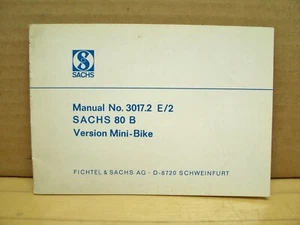 SACHS
Manual No. 3017.2 E/2
SACHS 80 B
Version Mini-Bike
FICHTEL & SACHS AG · D-8720 SCHWEINFURT